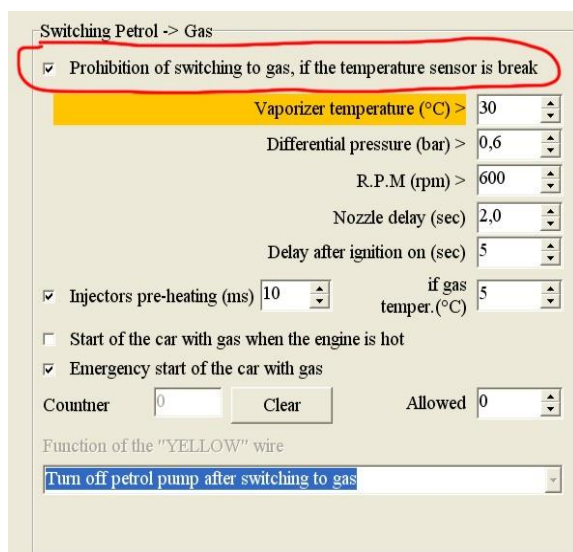 Switching Petrol -> Gas
Prohibition of switching to gas, if the temperature sensor is break
Vaporizer temperature (°C) > 30
Differential pressure (bar) > 0,6
R.P.M (rpm) > 600
Nozzle delay (sec) 2,0
Delay after ignition on (sec) 5
Injectors pre-heating (ms) 10 if gas temper.(°C) 5
Start of the car with gas when the engine is hot
Emergency start of the car with gas
Countner 0 Clear Allowed 0
Function of the "YELLOW" wire
Turn off petrol pump after switching to gas